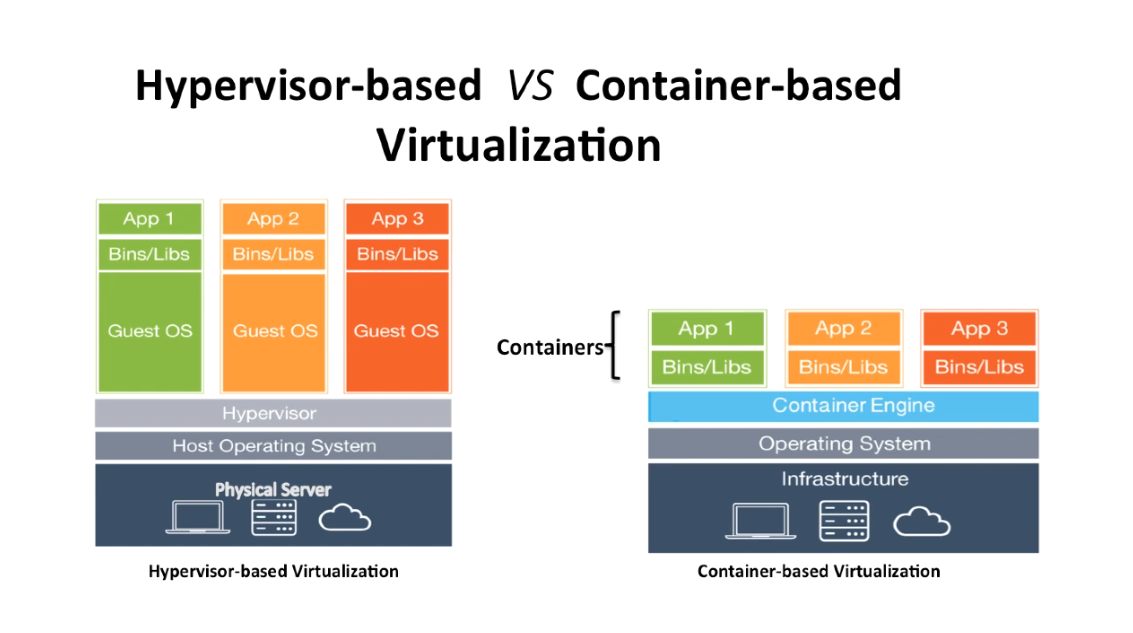 Hypervisor-based VS Container-based
Virtualization
App 1
Bins/Libs
Guest OS
App 2
Bins/Libs
Guest OS
App 3
Bins/Libs
Guest OS
Hypervisor
Host Operating System
Physical Server
Hypervisor-based Virtualization
Containers
App 1
Bins/Libs
App 2
Bins/Libs
App 3
Bins/Libs
Container Engine
Operating System
Infrastructure
Container-based Virtualization